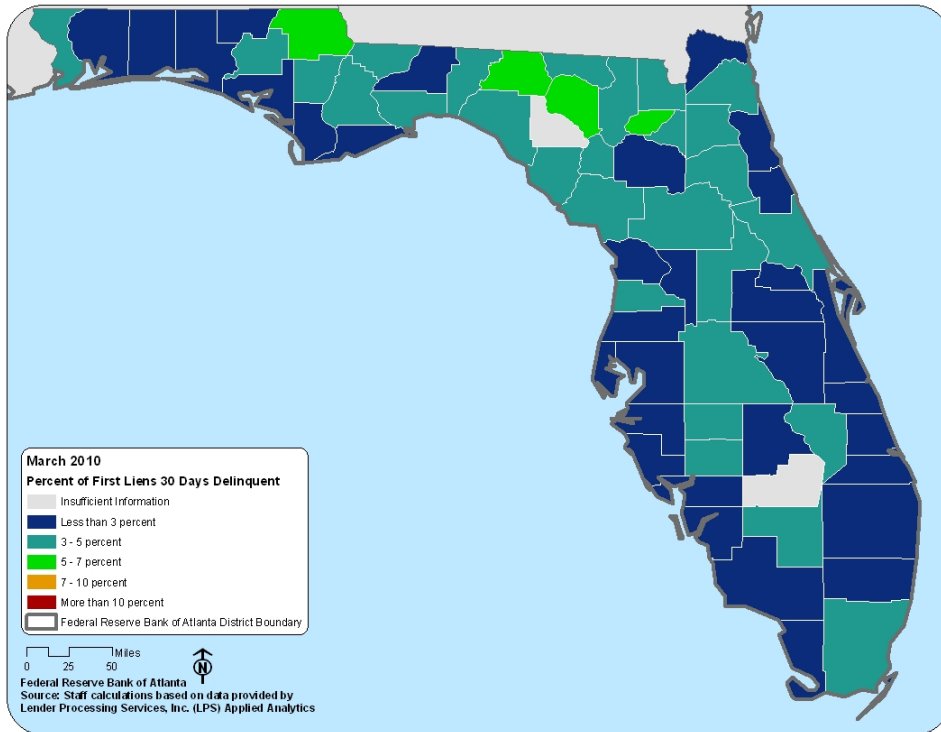 March 2010
Percent of First Liens 30 Days Delinquent
Insufficient Information
Less than 3 percent
3 - 5 percent
5 - 7 percent
7 - 10 percent
More than 10 percent
Federal Reserve Bank of Atlanta District Boundary
Miles
0 25 50
N
Federal Reserve Bank of Atlanta
Source: Staff calculations based on data provided by
Lender Processing Services, Inc. (LPS) Applied Analytics